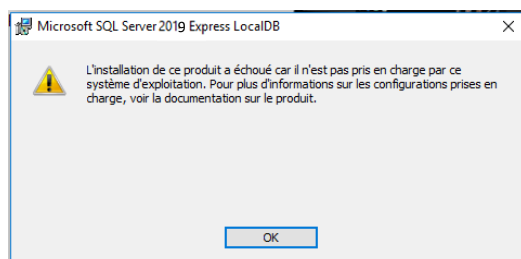 Microsoft SQL Server 2019 Express LocalDB
L'installation de ce produit a échoué car il n'est pas pris en charge par ce
système d'exploitation. Pour plus d'informations sur les configurations prises en
charge, voir la documentation sur le produit.
OK